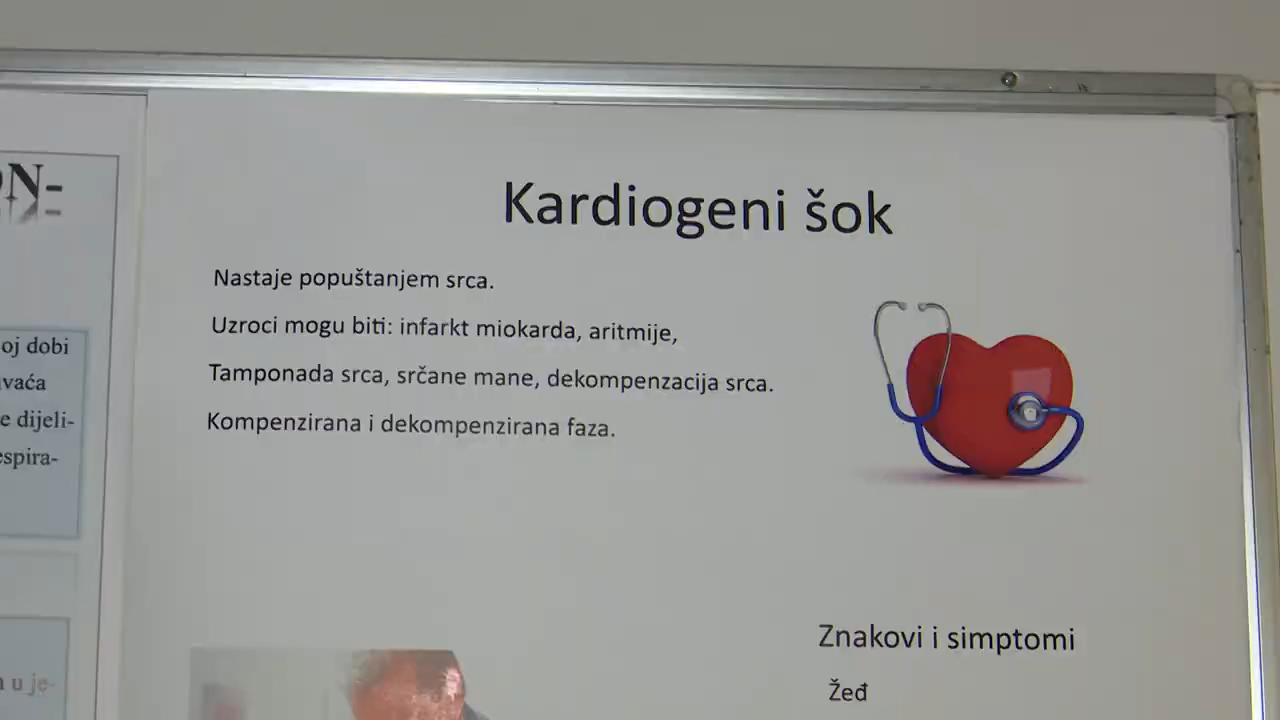 Kardiogeni šok
Nastaje popuštanjem srca.
Uzroci mogu biti: infarkt miokarda, aritmije,
Tamponada srca, srčane mane, dekompenzacija srca.
Kompenzirana i dekompenzirana faza.
Znakovi i simptomi
Žeđ
oj dobi
vaća
e dijeli-
espira-
u je-